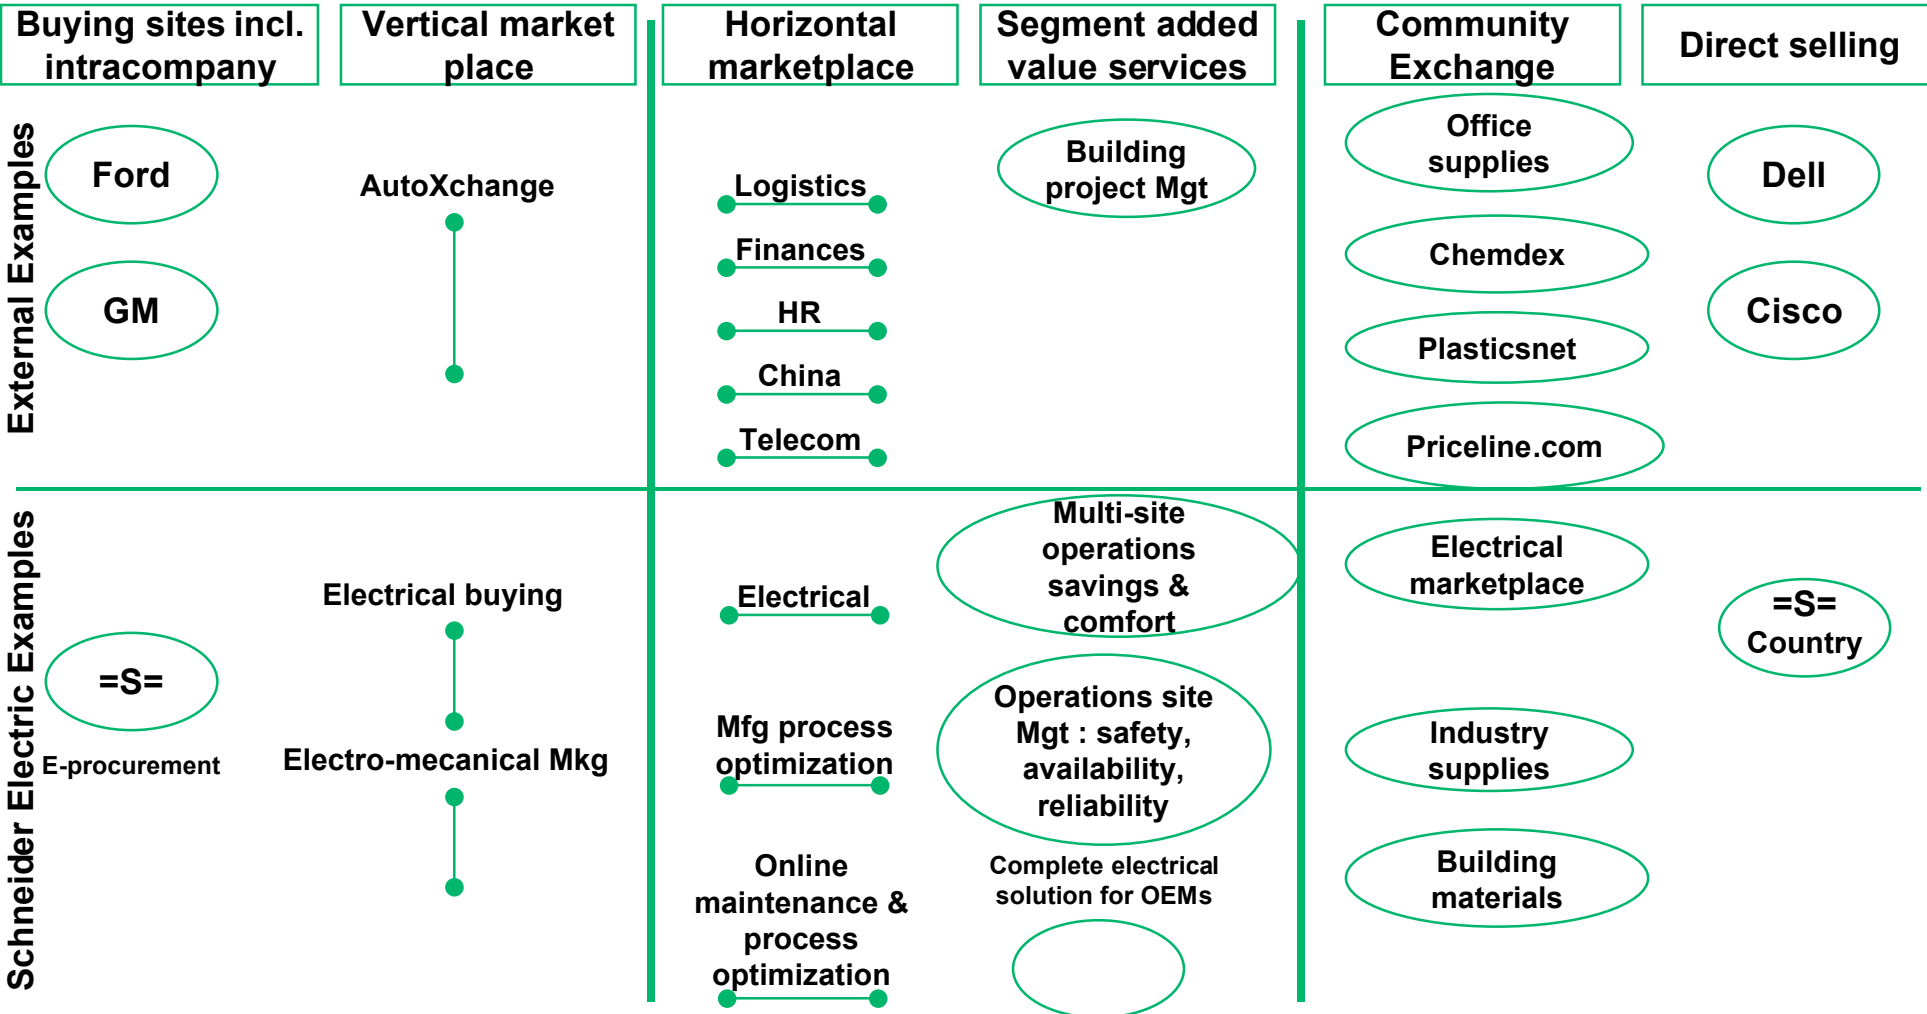 Buying sites incl.
intracompany
Vertical market
place
Horizontal
marketplace
Segment added
value services
Community
Exchange
Direct selling
External Examples
Ford
GM
AutoXchange
Logistics
Finances
HR
China
Telecom
Building
project Mgt
Office
supplies
Chemdex
Plasticsnet
Priceline.com
Dell
Cisco
Schneider Electric Examples
=S=
E-procurement
Electrical buying
Electro-mecanical Mkg
Electrical
Mfg process
optimization
Online
maintenance &
process
optimization
Multi-site
operations
savings &
comfort
Operations site
Mgt : safety,
availability,
reliability
Complete electrical
solution for OEMs
Electrical
marketplace
Industry
supplies
Building
materials
=S=
Country